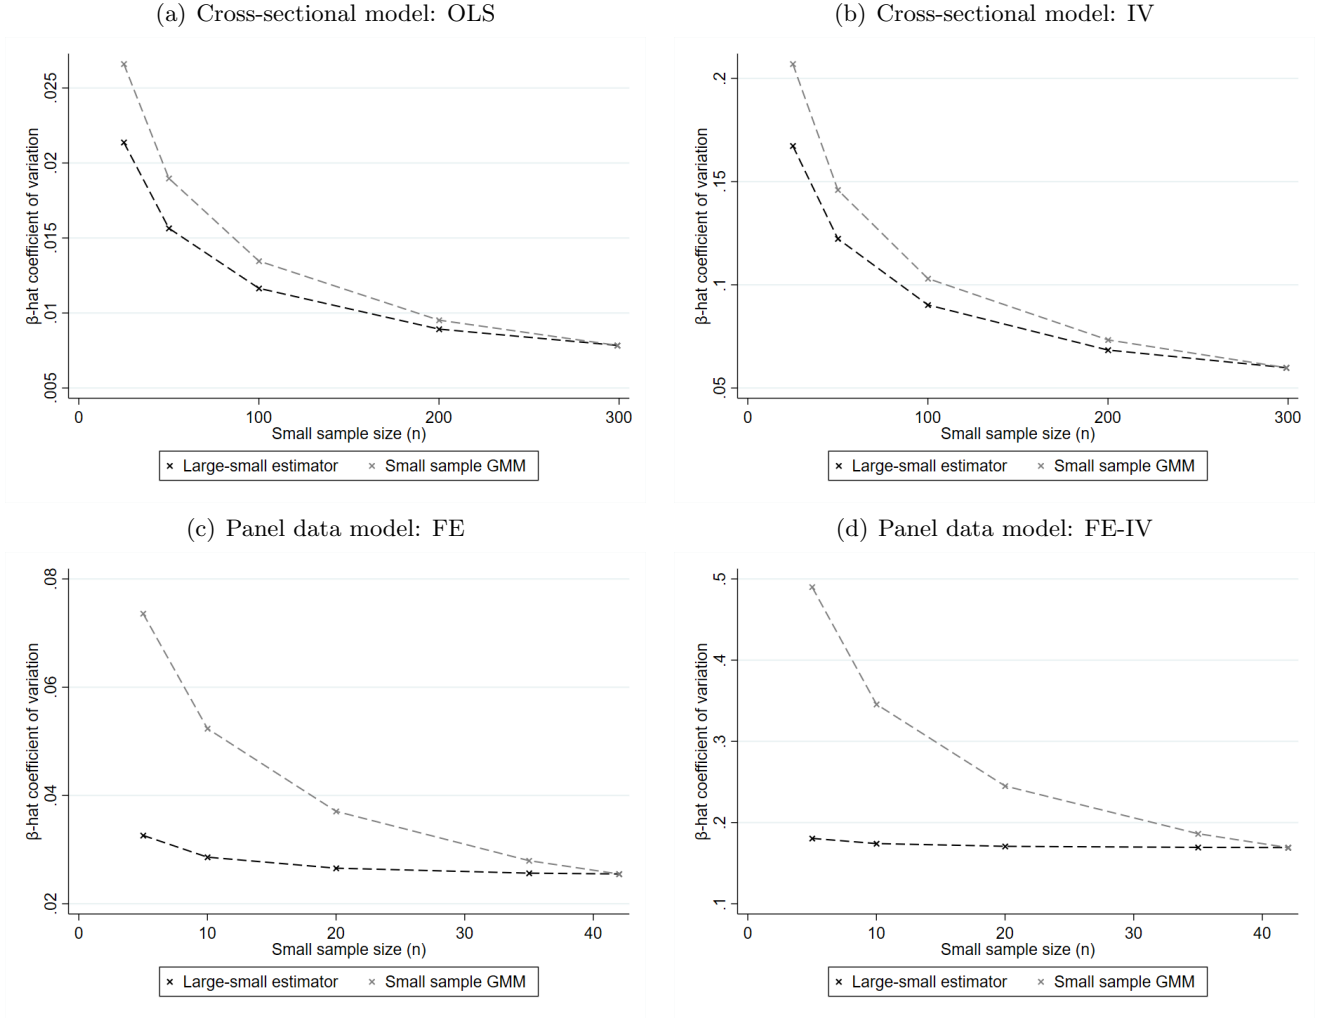 (a) Cross-sectional model: OLS
β-hat coefficient of variation
.025
.02
.015
.01
.005
0 100 200 300
Small sample size (n)
Large-small estimator Small sample GMM
(b) Cross-sectional model: IV
β-hat coefficient of variation
.2
.15
.1
.05
0 100 200 300
Small sample size (n)
Large-small estimator Small sample GMM
(c) Panel data model: FE
β-hat coefficient of variation
.08
.06
.04
.02
0 10 20 30 40
Small sample size (n)
Large-small estimator Small sample GMM
(d) Panel data model: FE-IV
β-hat coefficient of variation
.5
.4
.3
.2
.1
0 10 20 30 40
Small sample size (n)
Large-small estimator Small sample GMM